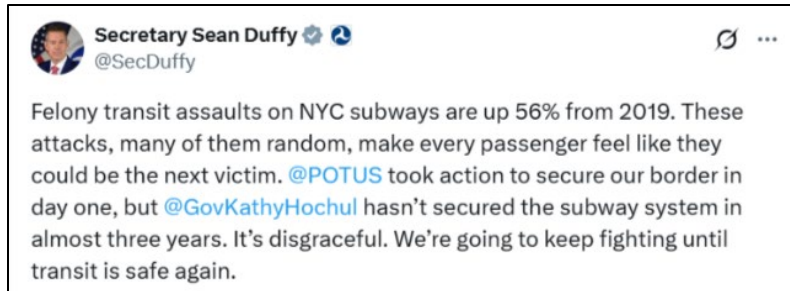 Secretary Sean Duffy
@SecDuffy
Felony transit assaults on NYC subways are up 56% from 2019. These
attacks, many of them random, make every passenger feel like they
could be the next victim. @POTUS took action to secure our border in
day one, but @GovKathyHochul hasn’t secured the subway system in
almost three years. It’s disgraceful. We’re going to keep fighting until
transit is safe again.